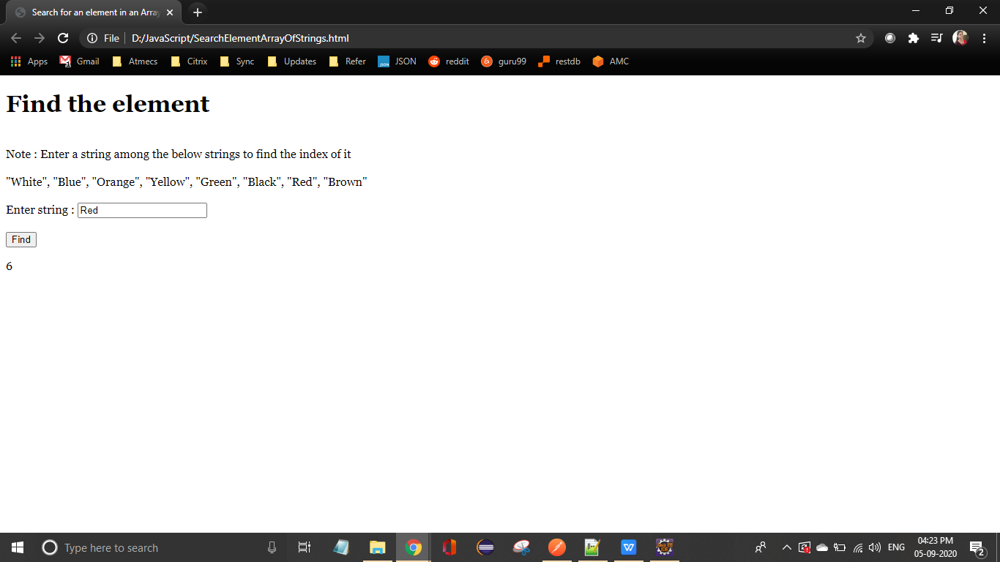 Search for an element in an Array
File D:/JavaScript/SearchElementArrayOfStrings.html
Apps Gmail Atmecs Citrix Sync Updates Refer JSON reddit guru99 restdb AMC
Find the element
Note : Enter a string among the below strings to find the index of it
"White", "Blue", "Orange", "Yellow", "Green", "Black", "Red", "Brown"
Enter string : Red
Find
6
Type here to search
ENG
04:23 PM
05-09-2020
2